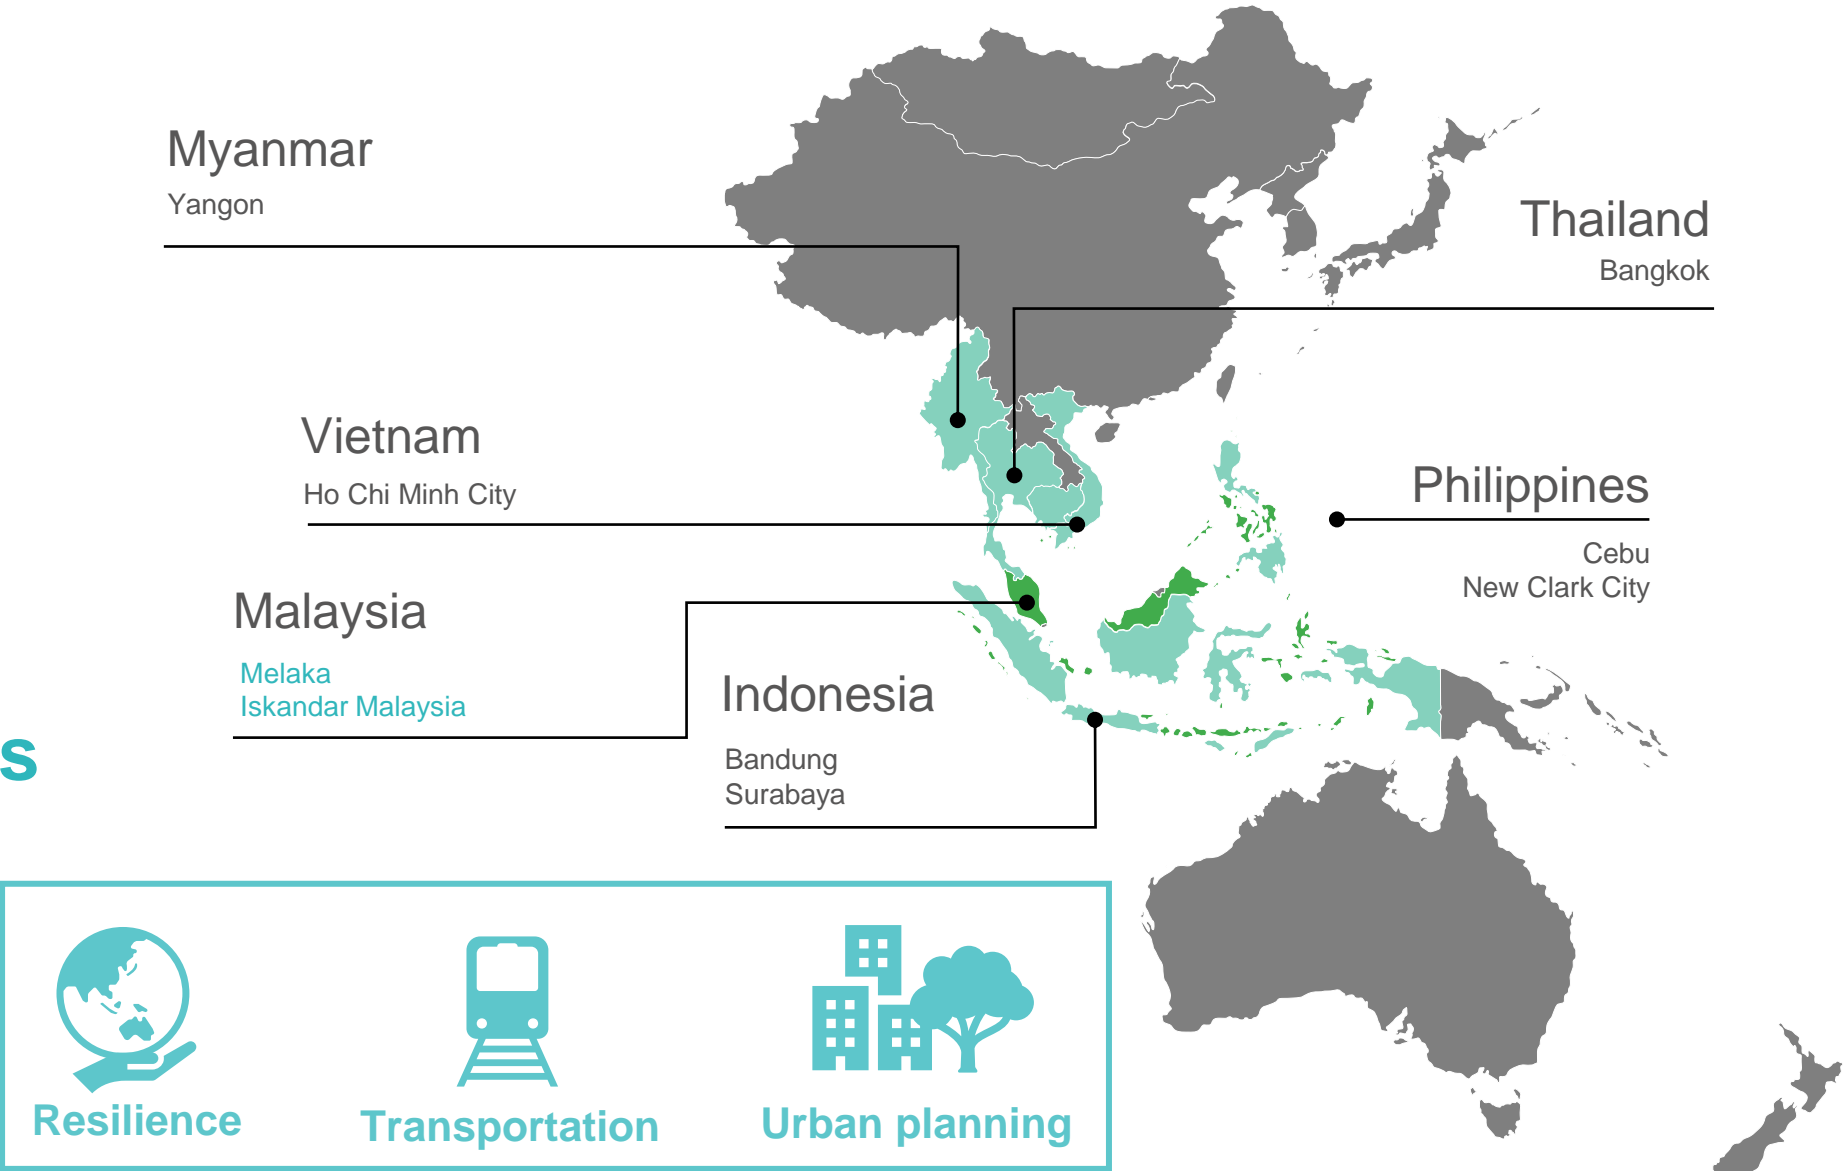 Myanmar
Yangon
Thailand
Bangkok
Vietnam
Ho Chi Minh City
Philippines
Cebu
New Clark City
Malaysia
Melaka
Iskandar Malaysia
Indonesia
Bandung
Surabaya
s
Resilience
Transportation
Urban planning